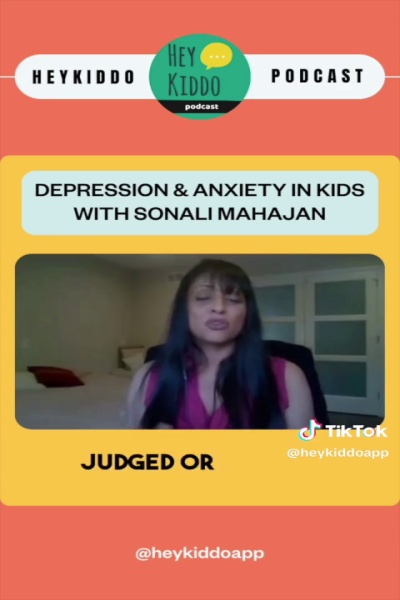 HEYKIDDO
HEY
KIDDO
podcast
PODCAST
DEPRESSION & ANXIETY IN KIDS
WITH SONALI MAHAJAN
TikTok
@heykiddoapp
JUDGED OR
@heykiddoapp